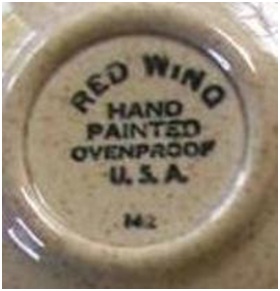 RED WING
HAND
PAINTED
OVENPROOF
U. S. A.